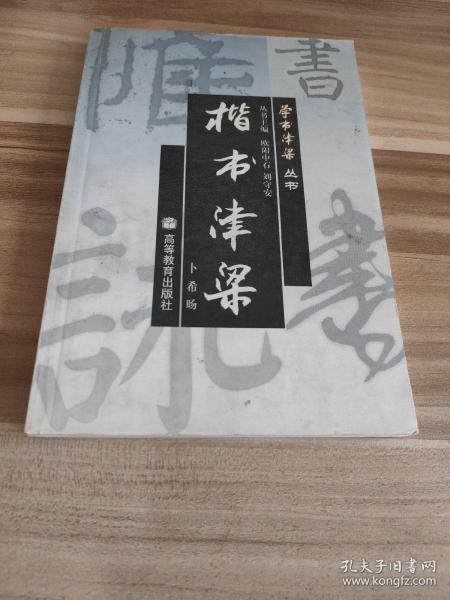 学书津梁 丛书
丛书主编 欧阳中石 刘守安
楷书津梁
卜希旸
高等教育出版社
書
書
惟
孔夫子旧书网
www.kongfz.com